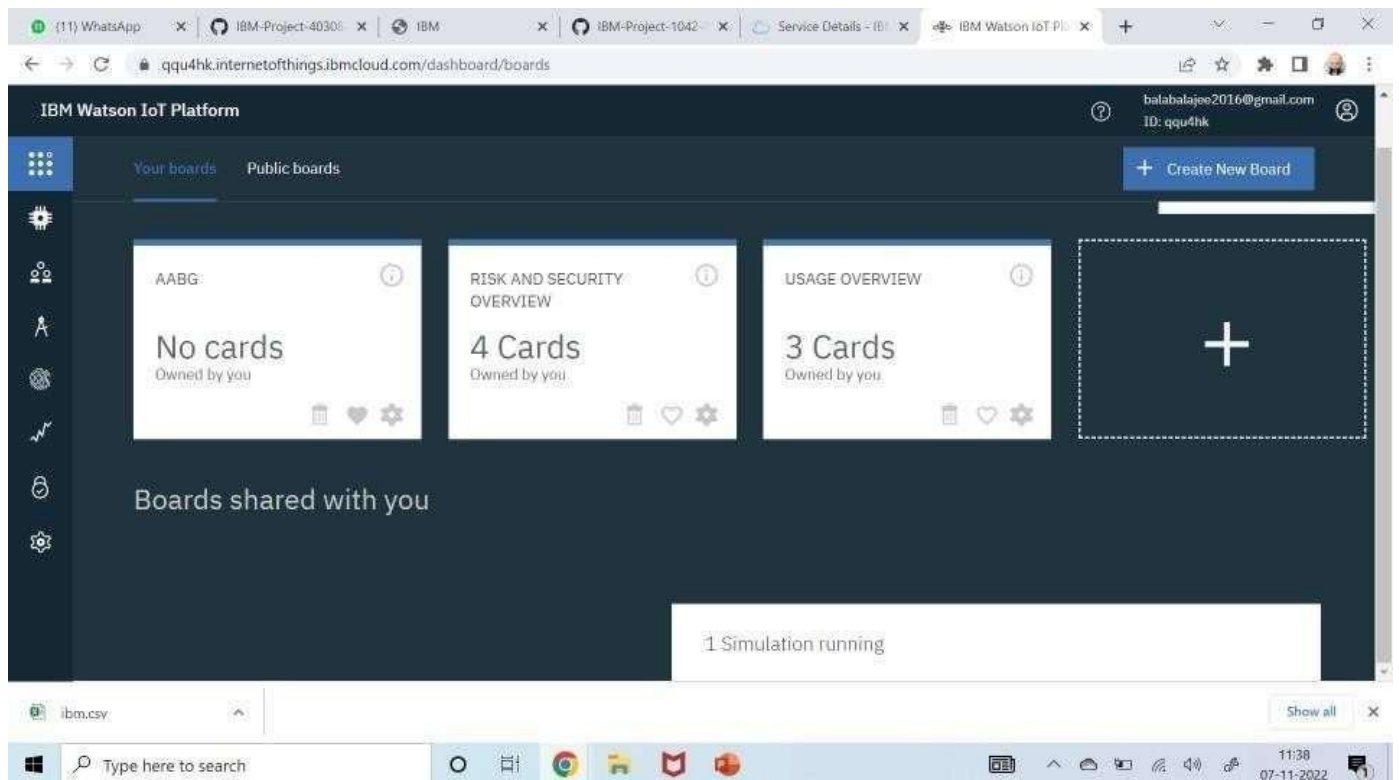 (11) WhatsApp
IBM-Project-40308
IBM
IBM-Project-1042-
Service Details - IB
IBM Watson IoT Pla
qqu4hk.internetofthings.ibmcloud.com/dashboard/boards
IBM Watson IoT Platform
balabalajee2016@gmail.com
ID: qqu4hk
Your boards
Public boards
+ Create New Board
AABG
No cards
Owned by you
RISK AND SECURITY
OVERVIEW
4 Cards
Owned by you
USAGE OVERVIEW
3 Cards
Owned by you
Boards shared with you
1 Simulation running
ibm.csv
Show all
Type here to search
11:38
07-11-2022